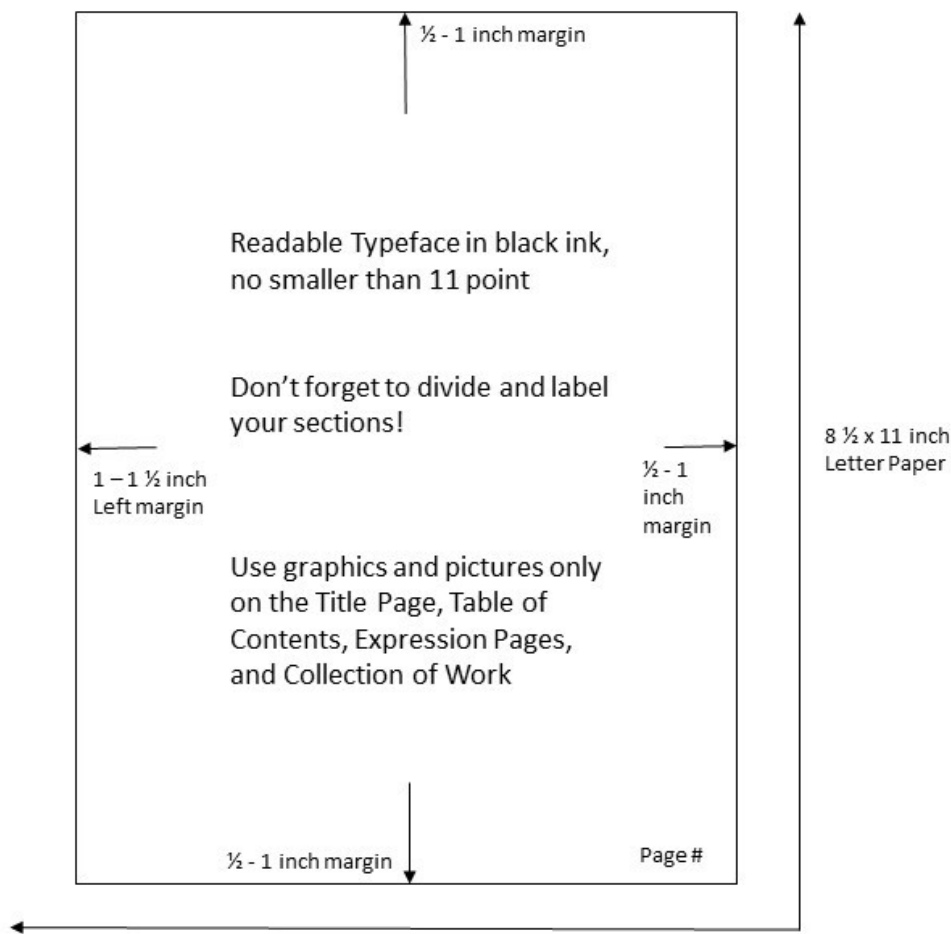 ½ - 1 inch margin
Readable Typeface in black ink,
no smaller than 11 point
Don’t forget to divide and label
your sections!
8 ½ x 11 inch
Letter Paper
1 – 1 ½ inch
Left margin
½ - 1
inch
margin
Use graphics and pictures only
on the Title Page, Table of
Contents, Expression Pages,
and Collection of Work
½ - 1 inch margin
Page #